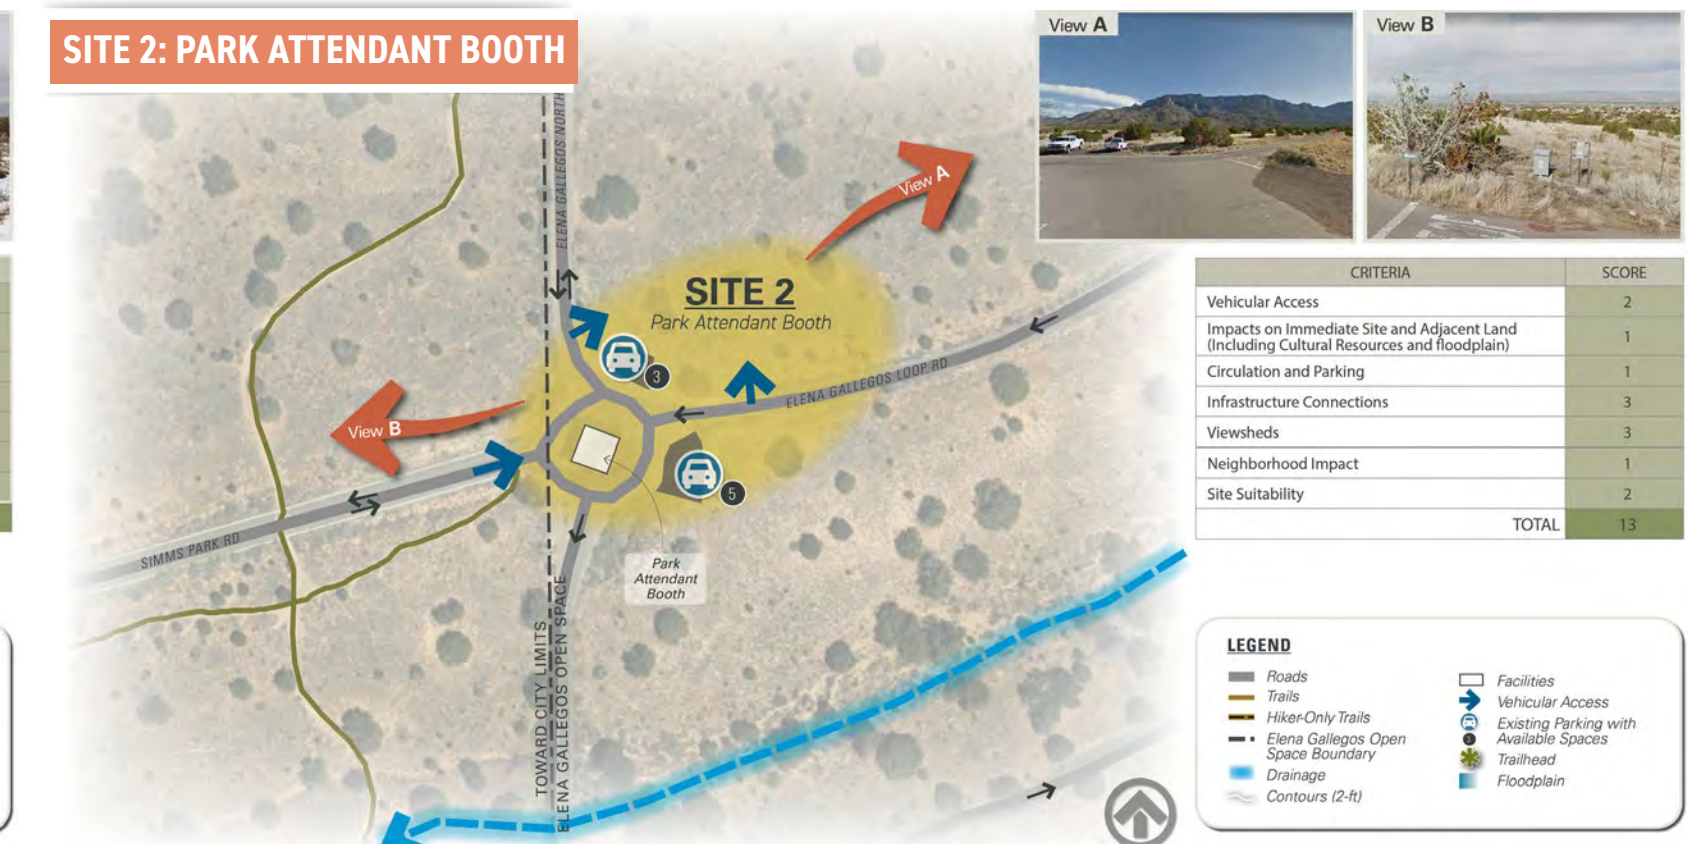 SITE 2: PARK ATTENDANT BOOTH
View A
View B
ELENA GALLEGOS NORTH
View A
SITE 2
Park Attendant Booth
3
ELENA GALLEGOS LOOP RD
View B
5
SIMMS PARK RD
Park
Attendant
Booth
TOWARD CITY LIMITS
ELENA GALLEGOS OPEN SPACE
CRITERIA SCORE
Vehicular Access 2
Impacts on Immediate Site and Adjacent Land
(Including Cultural Resources and floodplain) 1
Circulation and Parking 1
Infrastructure Connections 3
Viewsheds 3
Neighborhood Impact 1
Site Suitability 2
TOTAL 13
LEGEND
Roads
Trails
Hiker-Only Trails
Elena Gallegos Open
Space Boundary
Drainage
Contours (2-ft)
Facilities
Vehicular Access
Existing Parking with
Available Spaces
Trailhead
Floodplain